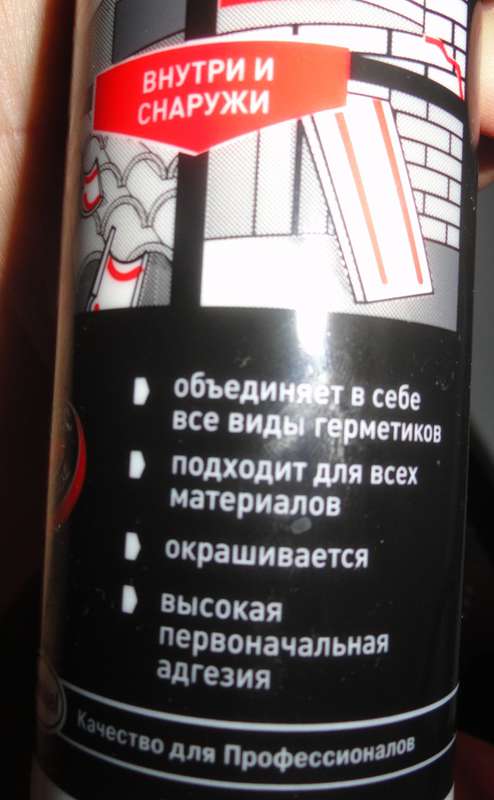 ВНУТРИ И
СНАРУЖИ
объединяет в себе
все виды герметиков
подходит для всех
материалов
окрашивается
высокая
первоначальная
адгезия
Качество для Профессионалов